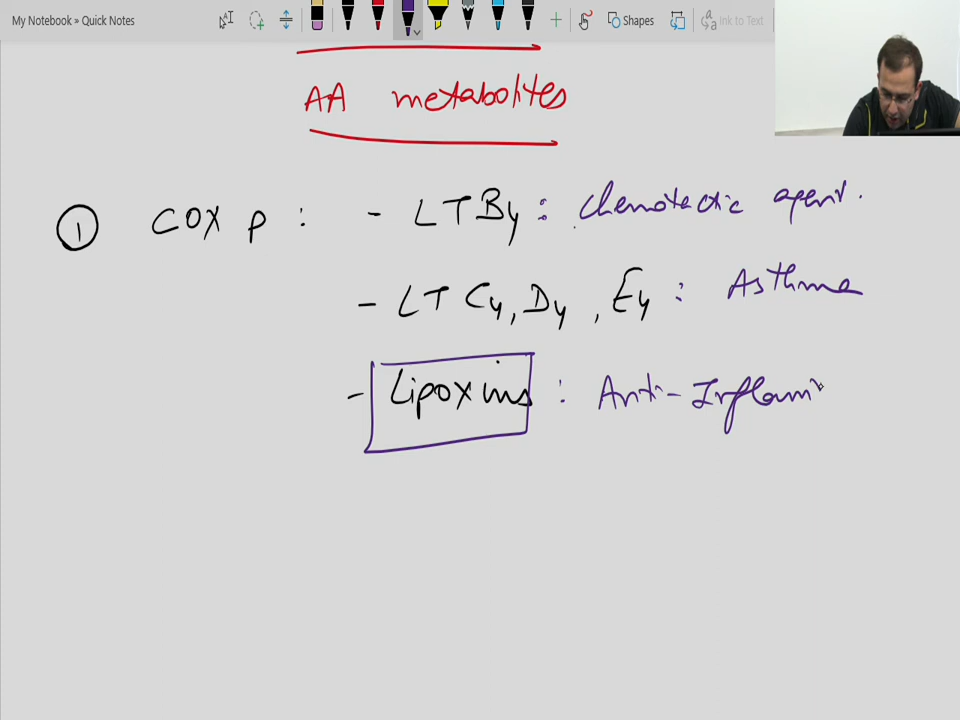 My Notebook » Quick Notes
Shapes
Ink to Text
AA metabolites
① COX P : - LTB4 : Chemotactic agent.
- LT C4, D4, E4 : Asthma
- Lipoxins : Anti-Inflam